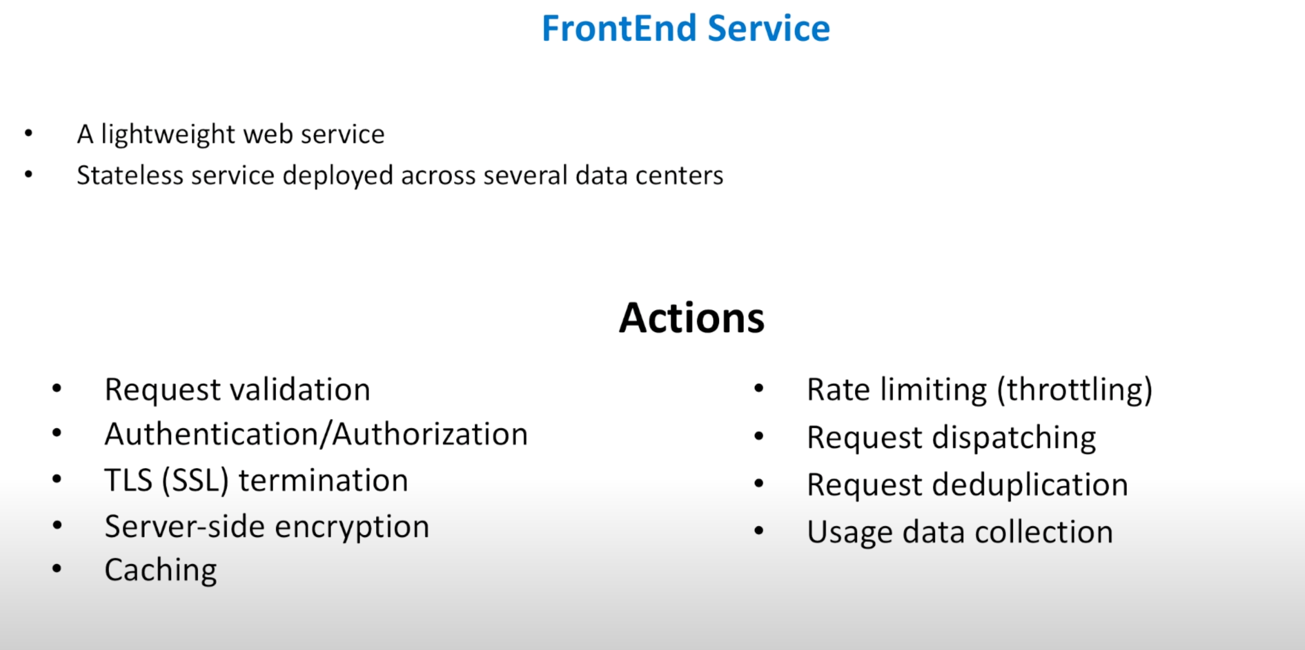 FrontEnd Service
• A lightweight web service
• Stateless service deployed across several data centers
Actions
• Request validation
• Authentication/Authorization
• TLS (SSL) termination
• Server-side encryption
• Caching
• Rate limiting (throttling)
• Request dispatching
• Request deduplication
• Usage data collection